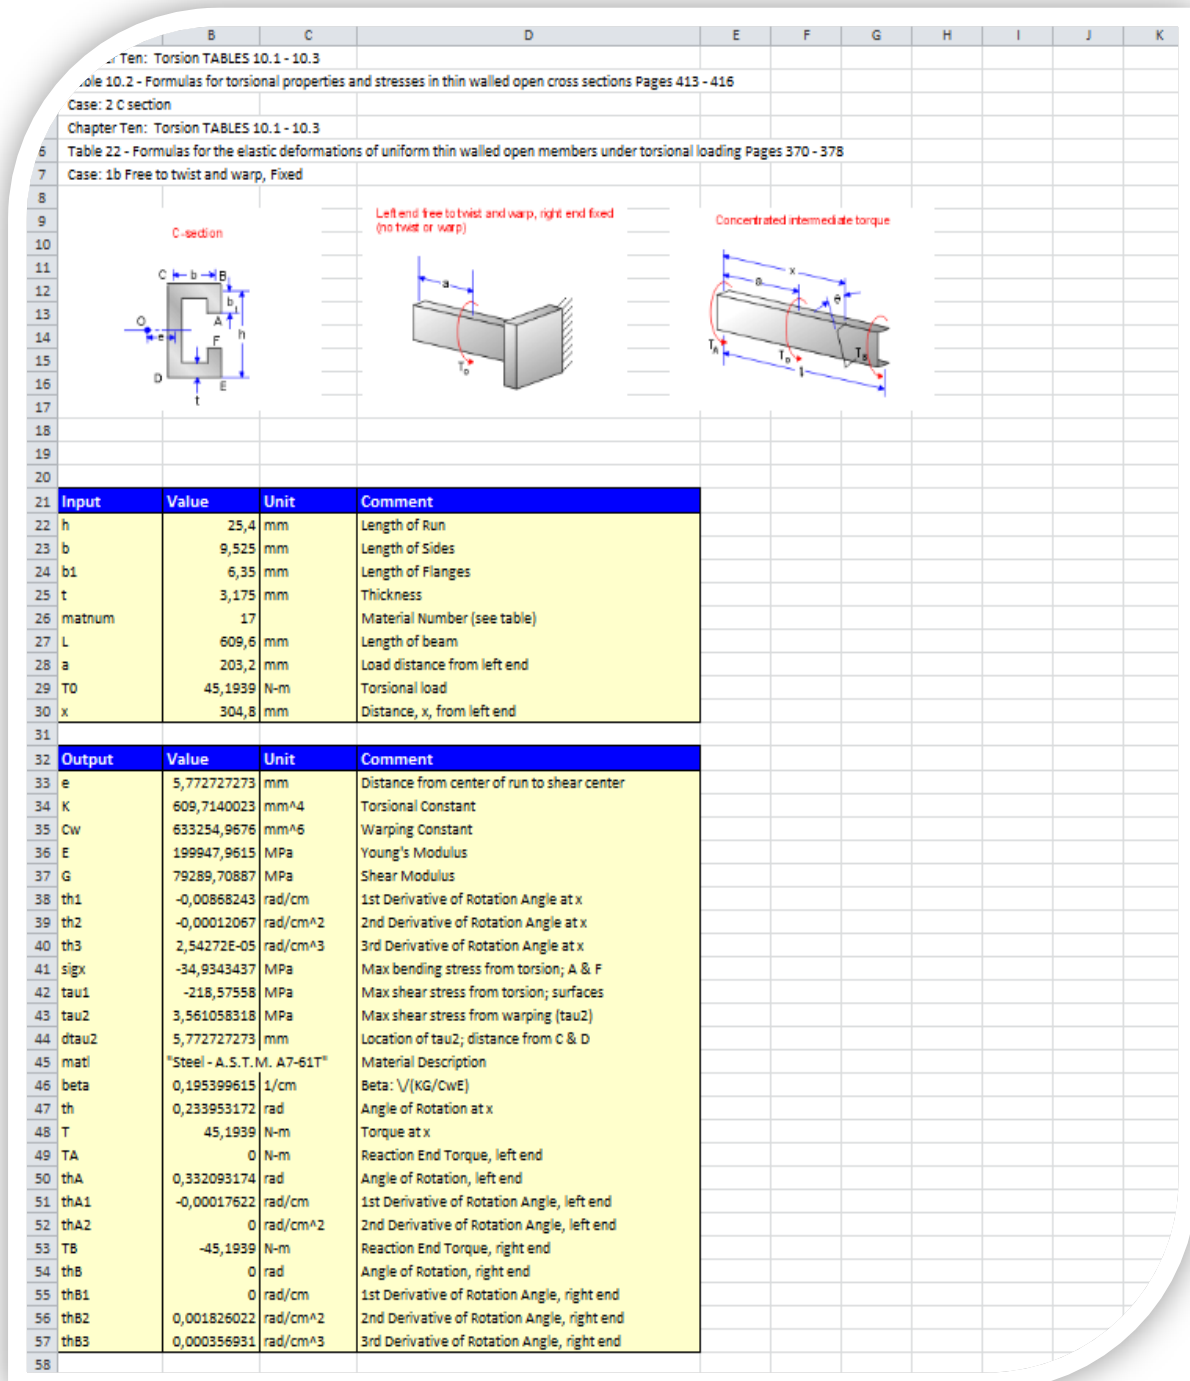 B C D E F G H I J K
er Ten: Torsion TABLES 10.1 - 10.3
ble 10.2 - Formulas for torsional properties and stresses in thin walled open cross sections Pages 413 - 416
Case: 2 C section
Chapter Ten: Torsion TABLES 10.1 - 10.3
6 Table 22 - Formulas for the elastic deformations of uniform thin walled open members under torsional loading Pages 370 - 378
7 Case: 1b Free to twist and warp, Fixed
8
9
10
11
12
13
14
15
16
17
18
19
20
C-section
C b B
b
A
O
e
h
F
D
E
t
Left end free to twist and warp, right end fixed
(no twist or warp)
a
To
Concentrated intermediate torque
x
a
θ
TA
To
TB
21 Input Value Unit Comment
22 h 25,4 mm Length of Run
23 b 9,525 mm Length of Sides
24 b1 6,35 mm Length of Flanges
25 t 3,175 mm Thickness
26 matnum 17 Material Number (see table)
27 L 609,6 mm Length of beam
28 a 203,2 mm Load distance from left end
29 T0 45,1939 N-m Torsional load
30 x 304,8 mm Distance, x, from left end
31
32 Output Value Unit Comment
33 e 5,772727273 mm Distance from center of run to shear center
34 K 609,7140023 mm^4 Torsional Constant
35 Cw 633254,9676 mm^6 Warping Constant
36 E 199947,9615 MPa Young's Modulus
37 G 79289,70887 MPa Shear Modulus
38 th1 -0,00868243 rad/cm 1st Derivative of Rotation Angle at x
39 th2 -0,00012067 rad/cm^2 2nd Derivative of Rotation Angle at x
40 th3 2,54272E-05 rad/cm^3 3rd Derivative of Rotation Angle at x
41 sigx -34,9343437 MPa Max bending stress from torsion; A & F
42 tau1 -218,57558 MPa Max shear stress from torsion; surfaces
43 tau2 3,561058318 MPa Max shear stress from warping (tau2)
44 dtau2 5,772727273 mm Location of tau2; distance from C & D
45 matl "Steel - A.S.T.M. A7-61T" Material Description
46 beta 0,195399615 1/cm Beta: \/(KG/CwE)
47 th 0,233953172 rad Angle of Rotation at x
48 T 45,1939 N-m Torque at x
49 TA 0 N-m Reaction End Torque, left end
50 thA 0,332093174 rad Angle of Rotation, left end
51 thA1 -0,00017622 rad/cm 1st Derivative of Rotation Angle, left end
52 thA2 0 rad/cm^2 2nd Derivative of Rotation Angle, left end
53 TB -45,1939 N-m Reaction End Torque, right end
54 thB 0 rad Angle of Rotation, right end
55 thB1 0 rad/cm 1st Derivative of Rotation Angle, right end
56 thB2 0,001826022 rad/cm^2 2nd Derivative of Rotation Angle, right end
57 thB3 0,000356931 rad/cm^3 3rd Derivative of Rotation Angle, right end
58